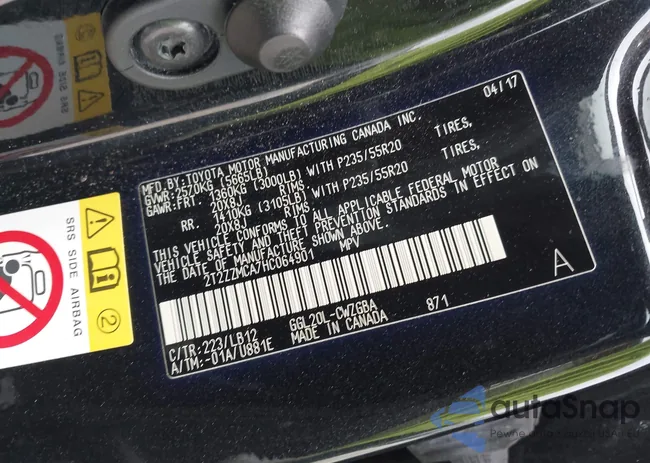 MFD.BY:TOYOTA MOTOR MANUFACTURING CANADA INC. 04/17
GVWR:2570KG (5665LB)
GAWR:FRT 1360KG (3000LB) WITH P235/55R20 TIRES,
20X8J RIMS
RR. 1410KG (3105LB) WITH P235/55R20 TIRES,
20X8J RIMS
THIS VEHICLE CONFORMS TO ALL APPLICABLE FEDERAL MOTOR
VEHICLE SAFETY AND THEFT PREVENTION STANDARDS IN EFFECT ON
THE DATE OF MANUFACTURE SHOWN ABOVE.
2T2ZZMCA7HC064901 MPV
A
C/TR:223/LB12 GGL20L-CWZGBA 871
A/TM:-01A/U881E MADE IN CANADA
SRS SIDE AIRBAG
autoSnap